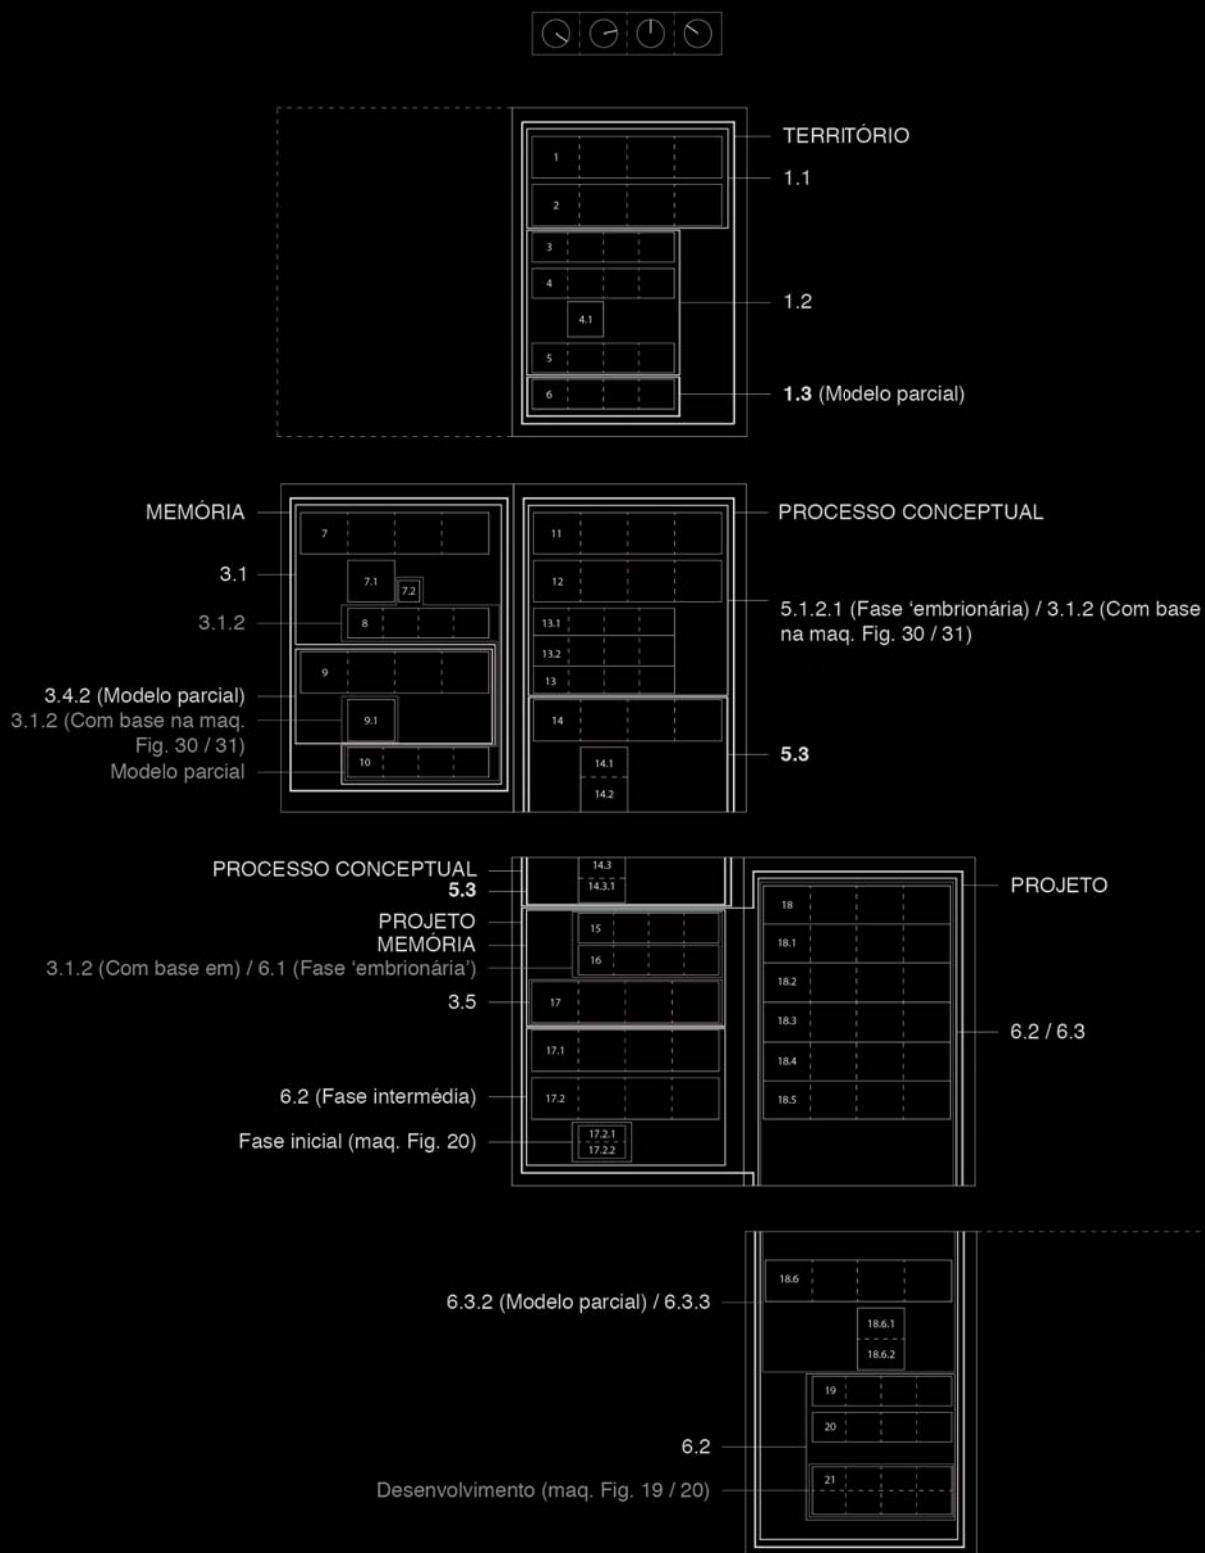 TERRITÓRIO
1
1.1
2
3
4
1.2
4.1
5
6
1.3 (Modelo parcial)
MEMÓRIA
7
3.1
7.1
7.2
3.1.2
8
9
3.4.2 (Modelo parcial)
3.1.2 (Com base na maq.
Fig. 30 / 31)
9.1
Modelo parcial
10
PROCESSO CONCEPTUAL
11
12
5.1.2.1 (Fase ‘embrionária) / 3.1.2 (Com base
na maq. Fig. 30 / 31)
13.1
13.2
13
14
5.3
14.1
14.2
PROCESSO CONCEPTUAL
5.3
14.3
14.3.1
PROJETO
MEMÓRIA
15
3.1.2 (Com base em) / 6.1 (Fase ‘embrionária’)
16
3.5
17
17.1
6.2 (Fase intermédia)
17.2
Fase inicial (maq. Fig. 20)
17.2.1
17.2.2
PROJETO
18
18.1
18.2
18.3
6.2 / 6.3
18.4
18.5
18.6
6.3.2 (Modelo parcial) / 6.3.3
18.6.1
18.6.2
19
20
6.2
21
Desenvolvimento (maq. Fig. 19 / 20)